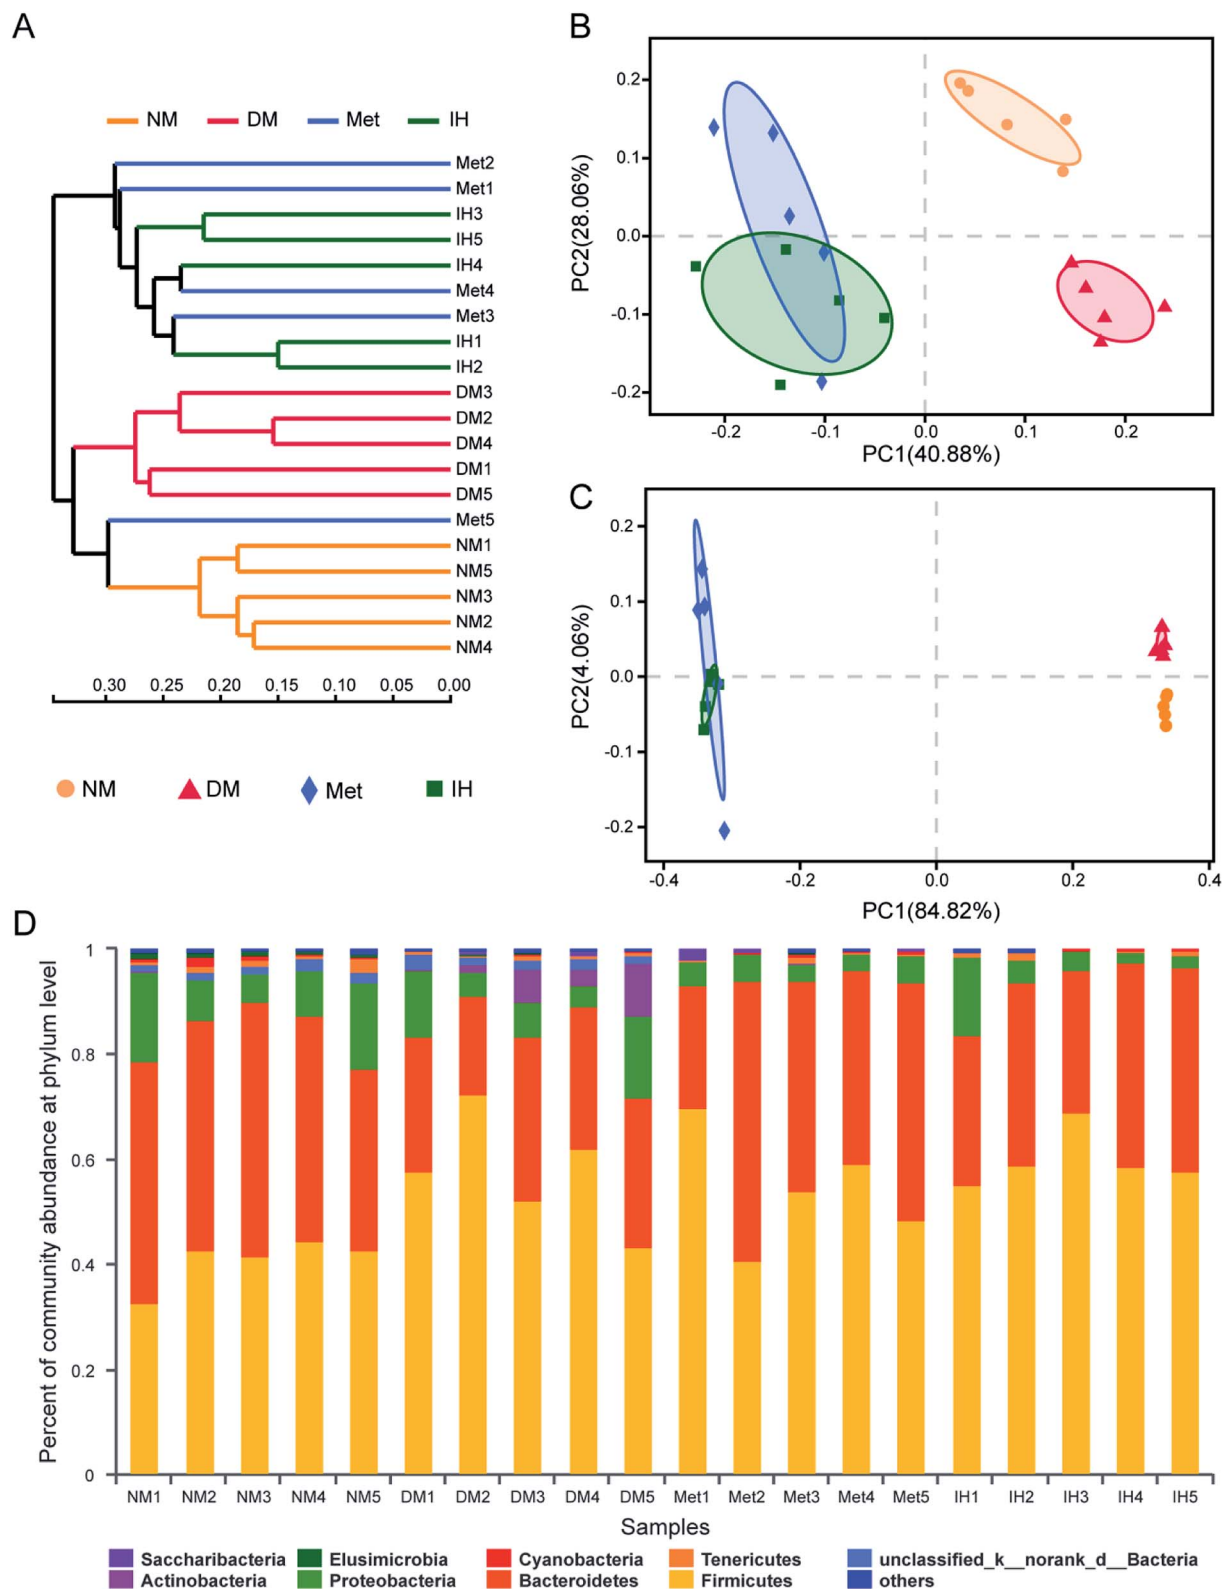 A
NM DM Met IH
Met2
Met1
IH3
IH5
IH4
Met4
Met3
IH1
IH2
DM3
DM2
DM4
DM1
DM5
Met5
NM1
NM5
NM3
NM2
NM4
0.30 0.25 0.20 0.15 0.10 0.05 0.00
NM DM Met IH
B
PC2(28.06%)
0.2
0.1
0.0
-0.1
-0.2
-0.2 -0.1 0.0 0.1 0.2
PC1(40.88%)
C
PC2(4.06%)
0.2
0.1
0.0
-0.1
-0.2
-0.4 -0.2 0.0 0.2 0.4
PC1(84.82%)
D
Percent of community abundance at phylum level
1
0.8
0.6
0.4
0.2
0
NM1 NM2 NM3 NM4 NM5 DM1 DM2 DM3 DM4 DM5 Met1 Met2 Met3 Met4 Met5 IH1 IH2 IH3 IH4 IH5
Samples
Saccharibacteria Elusimicrobia Cyanobacteria Tenericutes unclassified_k__norank_d__Bacteria
Actinobacteria Proteobacteria Bacteroidetes Firmicutes others